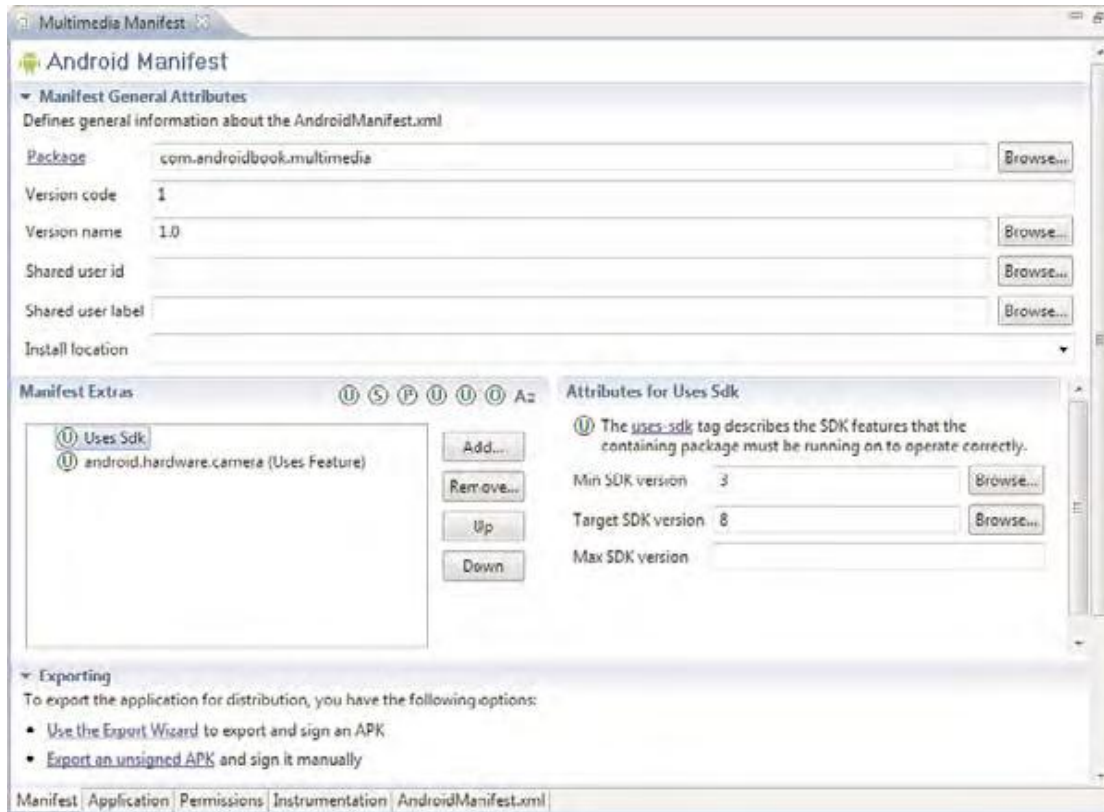 Multimedia Manifest
Android Manifest
Manifest General Attributes
Defines general information about the AndroidManifest.xml
Package com.androidbook.multimedia Browse...
Version code 1
Version name 1.0 Browse...
Shared user id Browse...
Shared user label Browse...
Install location
Manifest Extras U S P U U O Az
U Uses Sdk
U android.hardware.camera (Uses Feature)
Add...
Remove...
Up
Down
Attributes for Uses Sdk
U The uses-sdk tag describes the SDK features that the
containing package must be running on to operate correctly.
Min SDK version 3 Browse...
Target SDK version 8 Browse...
Max SDK version
Exporting
To export the application for distribution, you have the following options:
• Use the Export Wizard to export and sign an APK
• Export an unsigned APK and sign it manually
Manifest Application Permissions Instrumentation AndroidManifest.xml